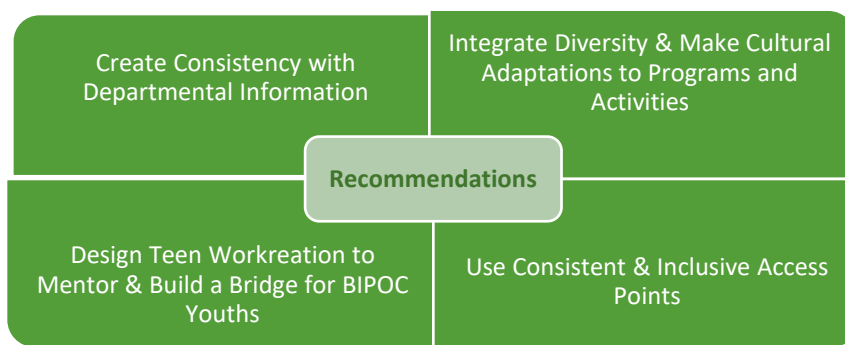 Create Consistency with
Departmental Information
Integrate Diversity & Make Cultural
Adaptations to Programs and
Activities
Recommendations
Design Teen Workreation to
Mentor & Build a Bridge for BIPOC
Youths
Use Consistent & Inclusive Access
Points